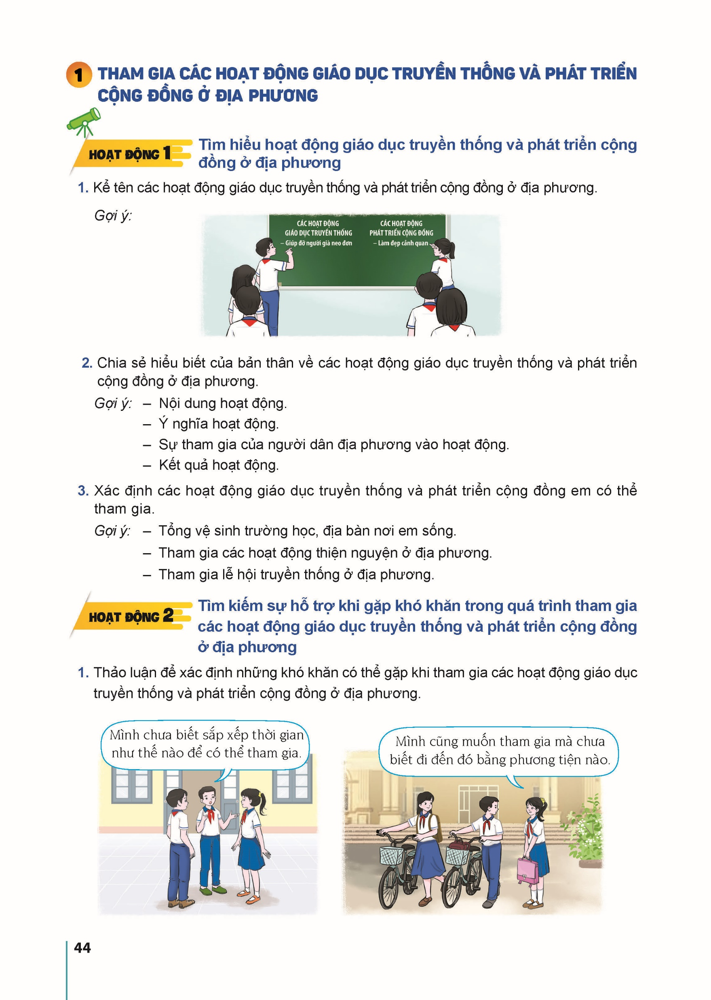 1 THAM GIA CÁC HOẠT ĐỘNG GIÁO DỤC TRUYỀN THỐNG VÀ PHÁT TRIỂN
CỘNG ĐỒNG Ở ĐỊA PHƯƠNG
HOẠT ĐỘNG 1
Tìm hiểu hoạt động giáo dục truyền thống và phát triển cộng
đồng ở địa phương
1. Kể tên các hoạt động giáo dục truyền thống và phát triển cộng đồng ở địa phương.
Gợi ý:
CÁC HOẠT ĐỘNG
GIÁO DỤC TRUYỀN THỐNG
– Giúp đỡ người già neo đơn
CÁC HOẠT ĐỘNG
PHÁT TRIỂN CỘNG ĐỒNG
– Làm đẹp cảnh quan
2. Chia sẻ hiểu biết của bản thân về các hoạt động giáo dục truyền thống và phát triển
cộng đồng ở địa phương.
Gợi ý: – Nội dung hoạt động.
– Ý nghĩa hoạt động.
– Sự tham gia của người dân địa phương vào hoạt động.
– Kết quả hoạt động.
3. Xác định các hoạt động giáo dục truyền thống và phát triển cộng đồng em có thể
tham gia.
Gợi ý: – Tổng vệ sinh trường học, địa bàn nơi em sống.
– Tham gia các hoạt động thiện nguyện ở địa phương.
– Tham gia lễ hội truyền thống ở địa phương.
HOẠT ĐỘNG 2
Tìm kiếm sự hỗ trợ khi gặp khó khăn trong quá trình tham gia
các hoạt động giáo dục truyền thống và phát triển cộng đồng
ở địa phương
1. Thảo luận để xác định những khó khăn có thể gặp khi tham gia các hoạt động giáo dục
truyền thống và phát triển cộng đồng ở địa phương.
Mình chưa biết sắp xếp thời gian
như thế nào để có thể tham gia.
Mình cũng muốn tham gia mà chưa
biết đi đến đó bằng phương tiện nào.
44